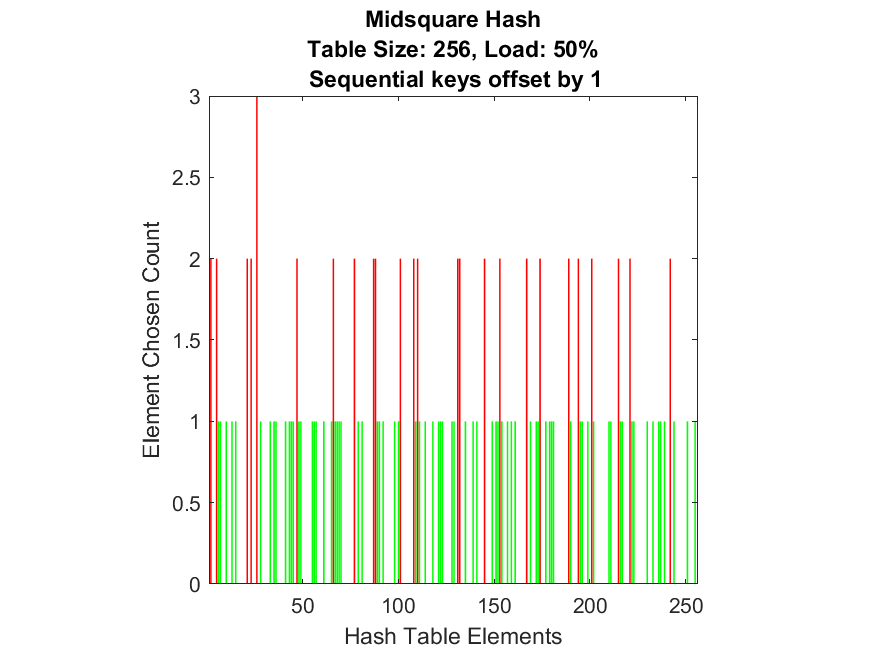 Midsquare Hash
Table Size: 256, Load: 50%
Sequential keys offset by 1
3
2.5
2
1.5
1
0.5
0
Element Chosen Count
50 100 150 200 250
Hash Table Elements